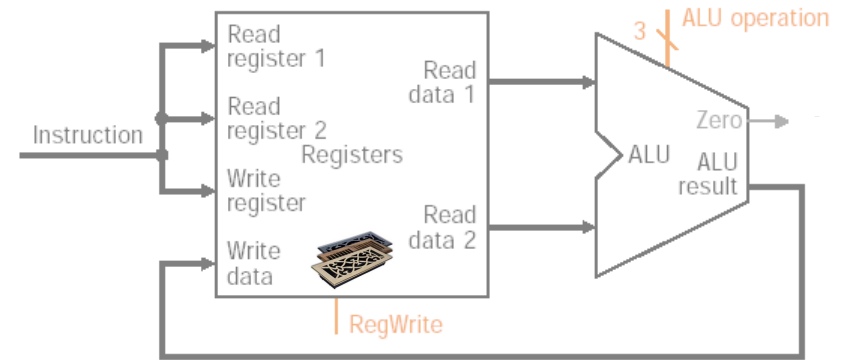 Instruction
Read
register 1
Read
register 2
Registers
Write
register
Write
data
Read
data 1
Read
data 2
RegWrite
3
ALU operation
Zero
ALU
ALU
result